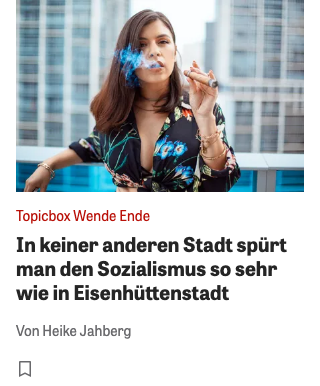 Topicbox Wende Ende
In keiner anderen Stadt spürt
man den Sozialismus so sehr
wie in Eisenhüttenstadt
Von Heike Jahberg